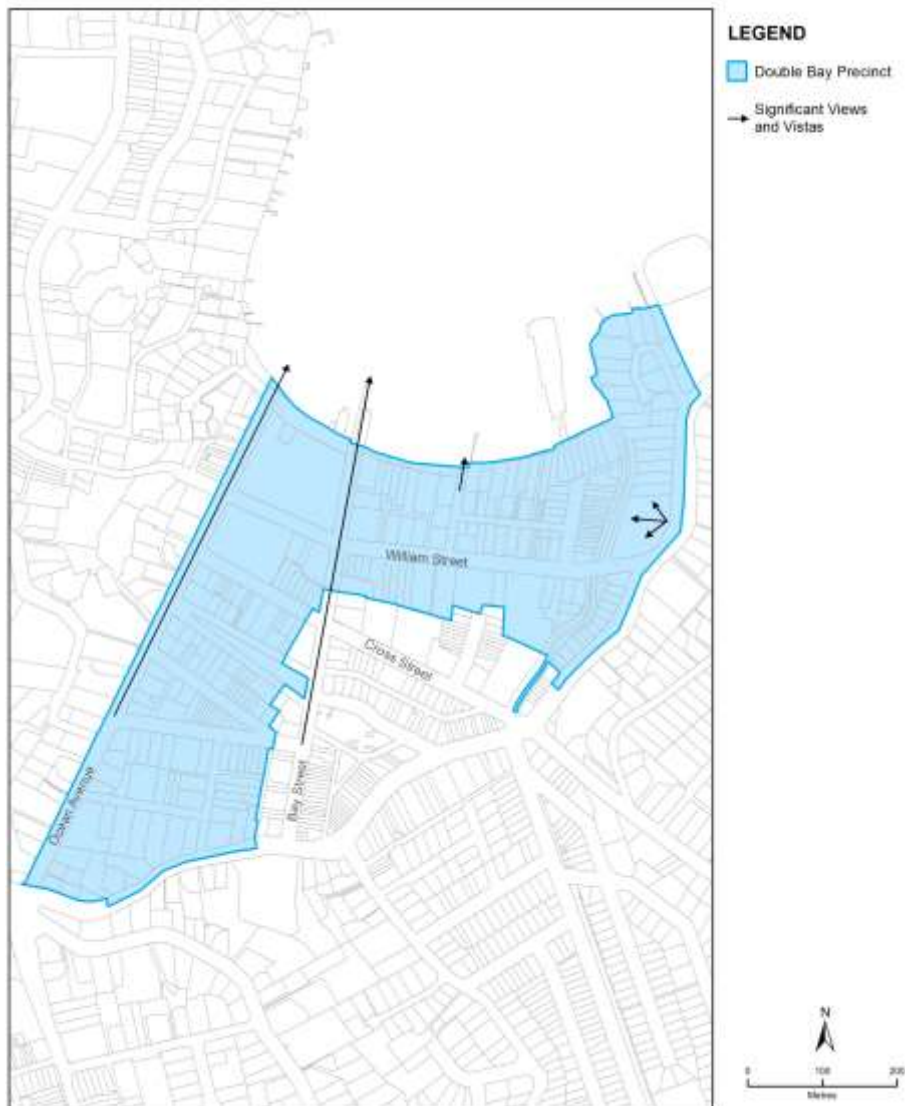 LEGEND
Double Bay Precinct
Significant Views
and Vistas
William Street
Cross Street
Bay Street
Ocean Avenue
N
0 100 200
Metres